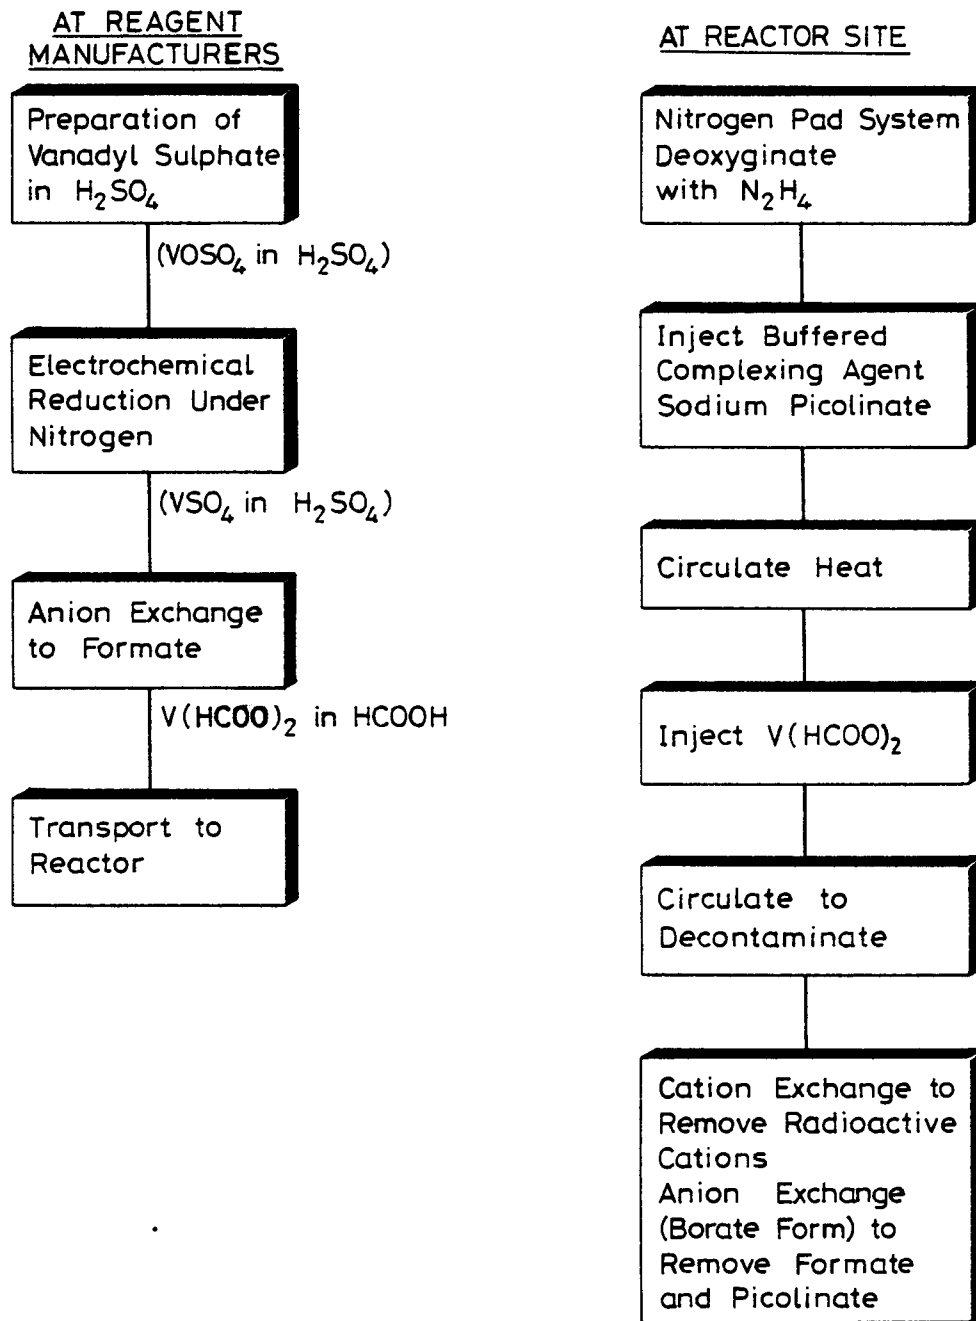 AT REAGENT
MANUFACTURERS
Preparation of
Vanadyl Sulphate
in H₂SO₄
(VOSO₄ in H₂SO₄)
Electrochemical
Reduction Under
Nitrogen
(VSO₄ in H₂SO₄)
Anion Exchange
to Formate
V(HCOO)₂ in HCOOH
Transport to
Reactor
AT REACTOR SITE
Nitrogen Pad System
Deoxyginate
with N₂H₄
Inject Buffered
Complexing Agent
Sodium Picolinate
Circulate Heat
Inject V(HCOO)₂
Circulate to
Decontaminate
Cation Exchange to
Remove Radioactive
Cations
Anion Exchange
(Borate Form) to
Remove Formate
and Picolinate